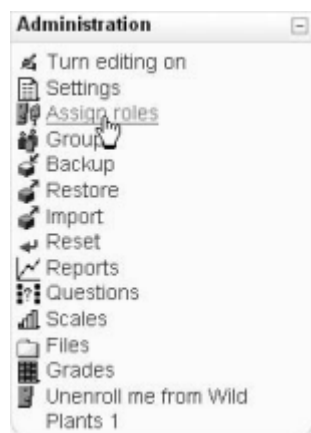 Administration
Turn editing on
Settings
Assign roles
Group
Backup
Restore
Import
Reset
Reports
Questions
Scales
Files
Grades
Unenroll me from Wild
Plants 1